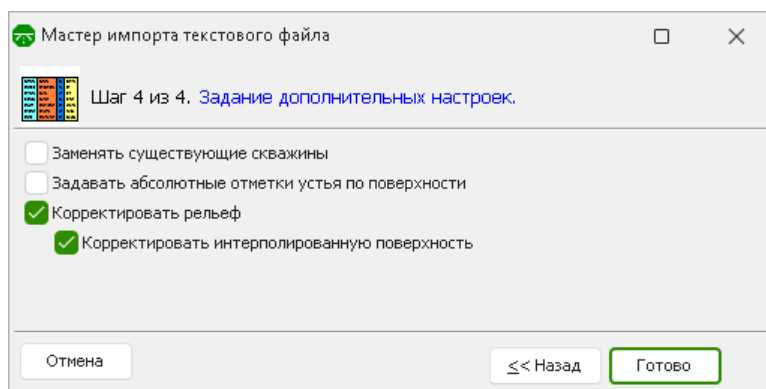 Мастер импорта текстового файла
Шаг 4 из 4. Задание дополнительных настроек.
Заменять существующие скважины
Задавать абсолютные отметки устья по поверхности
Корректировать рельеф
Корректировать интерполированную поверхность
Отмена
<< Назад
Готово